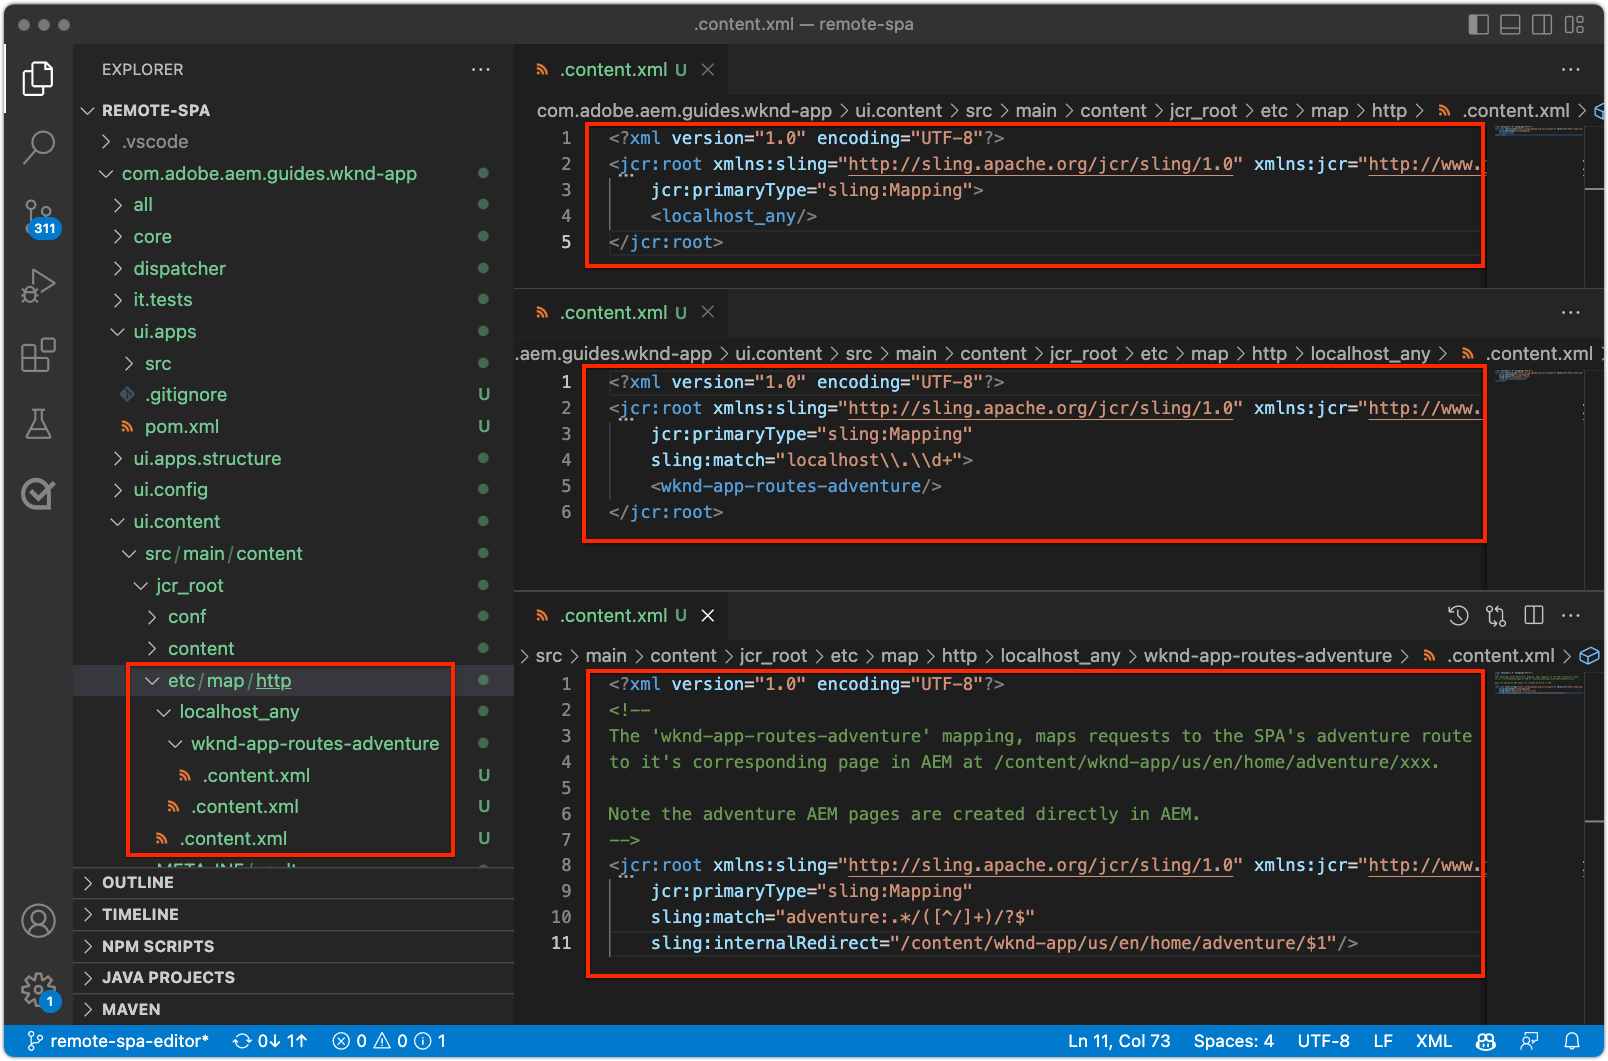 .content.xml — remote-spa
EXPLORER
REMOTE-SPA
.vscode
com.adobe.aem.guides.wknd-app
all
core
dispatcher
it.tests
ui.apps
src
.gitignore U
pom.xml U
ui.apps.structure
ui.config
ui.content
src/main/content
jcr_root
conf
content
etc/map/http
localhost_any
wknd-app-routes-adventure
.content.xml U
.content.xml U
.content.xml U
OUTLINE
TIMELINE
NPM SCRIPTS
JAVA PROJECTS
MAVEN
311
1
.content.xml U
com.adobe.aem.guides.wknd-app > ui.content > src > main > content > jcr_root > etc > map > http > .content.xml >
1 <?xml version="1.0" encoding="UTF-8"?>
2 <jcr:root xmlns:sling="http://sling.apache.org/jcr/sling/1.0" xmlns:jcr="http://www.
3 jcr:primaryType="sling:Mapping">
4 <localhost_any/>
5 </jcr:root>
.content.xml U
.aem.guides.wknd-app > ui.content > src > main > content > jcr_root > etc > map > http > localhost_any > .content.xml
1 <?xml version="1.0" encoding="UTF-8"?>
2 <jcr:root xmlns:sling="http://sling.apache.org/jcr/sling/1.0" xmlns:jcr="http://www.
3 jcr:primaryType="sling:Mapping"
4 sling:match="localhost\\.\\d+">
5 <wknd-app-routes-adventure/>
6 </jcr:root>
.content.xml U
> src > main > content > jcr_root > etc > map > http > localhost_any > wknd-app-routes-adventure > .content.xml >
1 <?xml version="1.0" encoding="UTF-8"?>
2 <!--
3 The 'wknd-app-routes-adventure' mapping, maps requests to the SPA's adventure route
4 to it's corresponding page in AEM at /content/wknd-app/us/en/home/adventure/xxx.
5
6 Note the adventure AEM pages are created directly in AEM.
7 -->
8 <jcr:root xmlns:sling="http://sling.apache.org/jcr/sling/1.0" xmlns:jcr="http://www.
9 jcr:primaryType="sling:Mapping"
10 sling:match="adventure:.*/([^/]+)/?$"
11 sling:internalRedirect="/content/wknd-app/us/en/home/adventure/$1"/>
remote-spa-editor* 0↓ 1↑ 0 0 1 Ln 11, Col 73 Spaces: 4 UTF-8 LF XML